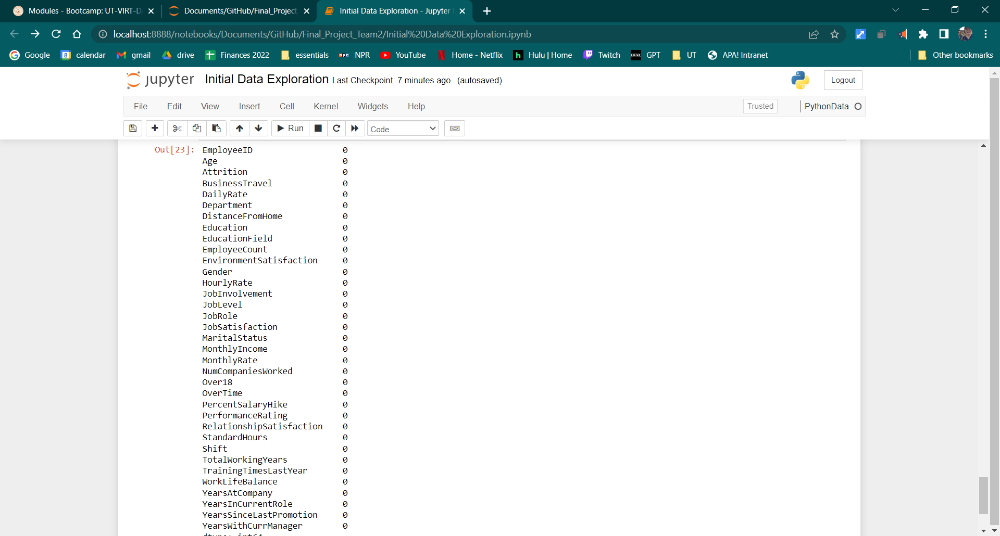 Modules - Bootcamp: UT-VIRT-D
Documents/GitHub/Final_Project
Initial Data Exploration - Jupyter
localhost:8888/notebooks/Documents/GitHub/Final_Project_Team2/Initial%20Data%20Exploration.ipynb
Google 8 calendar gmail drive Finances 2022 essentials npr NPR YouTube Home - Netflix h Hulu | Home Twitch GPT UT APA! Intranet Other bookmarks
jupyter Initial Data Exploration Last Checkpoint: 7 minutes ago (autosaved) Logout
File Edit View Insert Cell Kernel Widgets Help Trusted PythonData
Run Code
Out[23]: EmployeeID 0
Age 0
Attrition 0
BusinessTravel 0
DailyRate 0
Department 0
DistanceFromHome 0
Education 0
EducationField 0
EmployeeCount 0
EnvironmentSatisfaction 0
Gender 0
HourlyRate 0
JobInvolvement 0
JobLevel 0
JobRole 0
JobSatisfaction 0
MaritalStatus 0
MonthlyIncome 0
MonthlyRate 0
NumCompaniesWorked 0
Over18 0
OverTime 0
PercentSalaryHike 0
PerformanceRating 0
RelationshipSatisfaction 0
StandardHours 0
Shift 0
TotalWorkingYears 0
TrainingTimesLastYear 0
WorkLifeBalance 0
YearsAtCompany 0
YearsInCurrentRole 0
YearsSinceLastPromotion 0
YearsWithCurrManager 0
dtype: int64